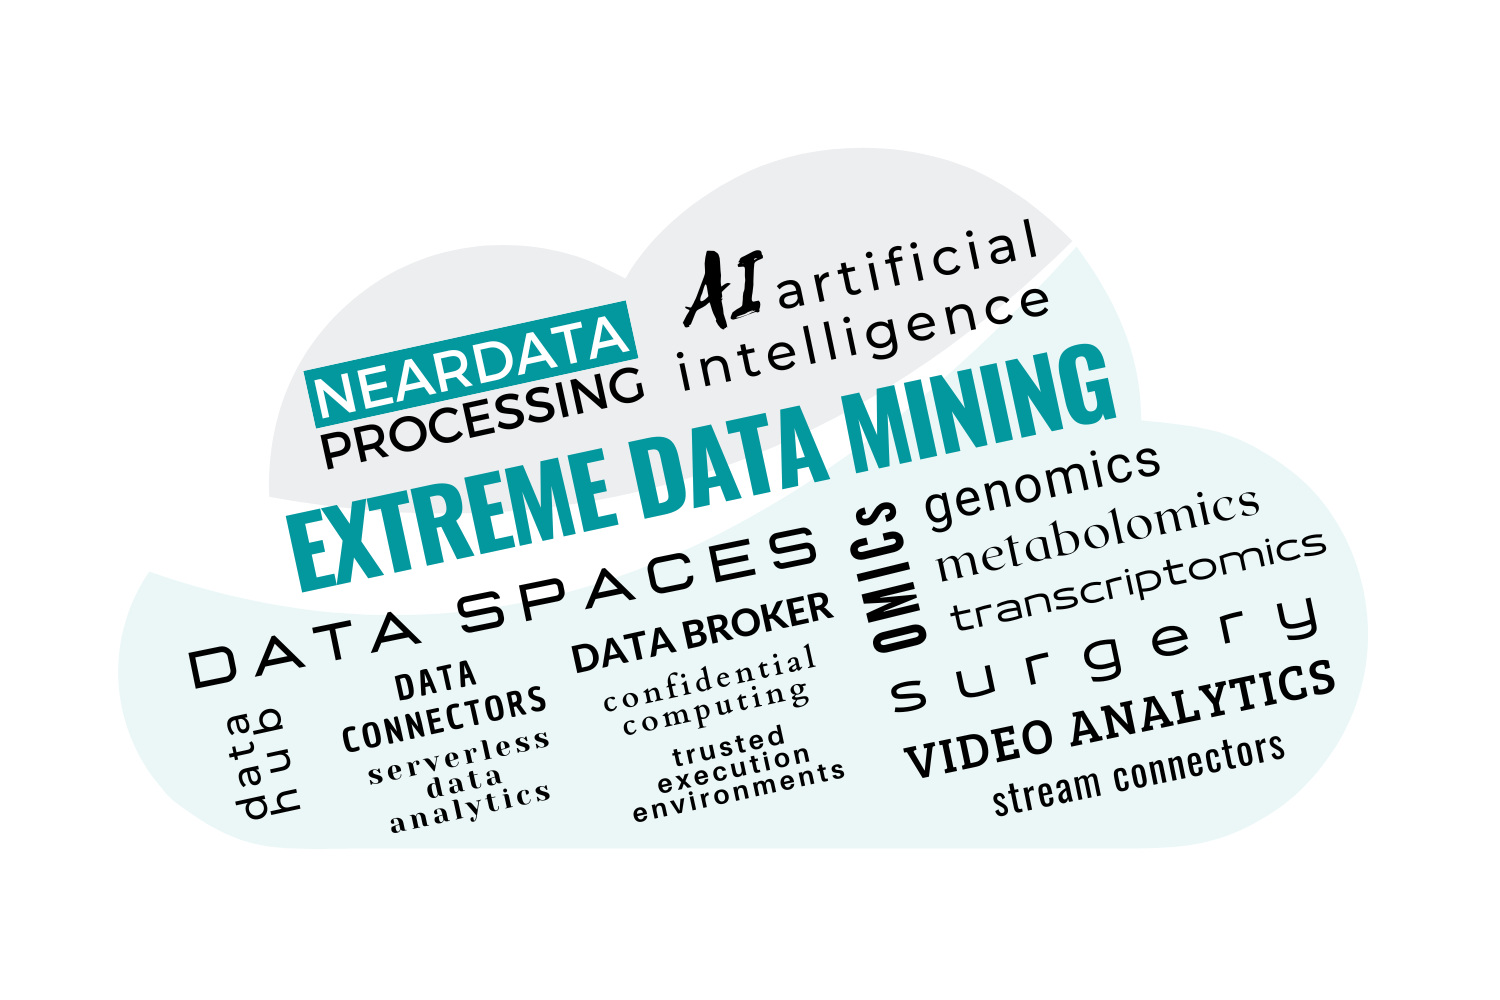 AI artificial
intelligence
NEARDATA
PROCESSING
EXTREME DATA MINING
DATA SPACES
data
hub
DATA
CONNECTORS
serverless
data
analytics
DATA BROKER
confidential
computing
trusted
execution
environments
OMICS
genomics
metabolomics
transcriptomics
surgery
VIDEO ANALYTICS
stream connectors